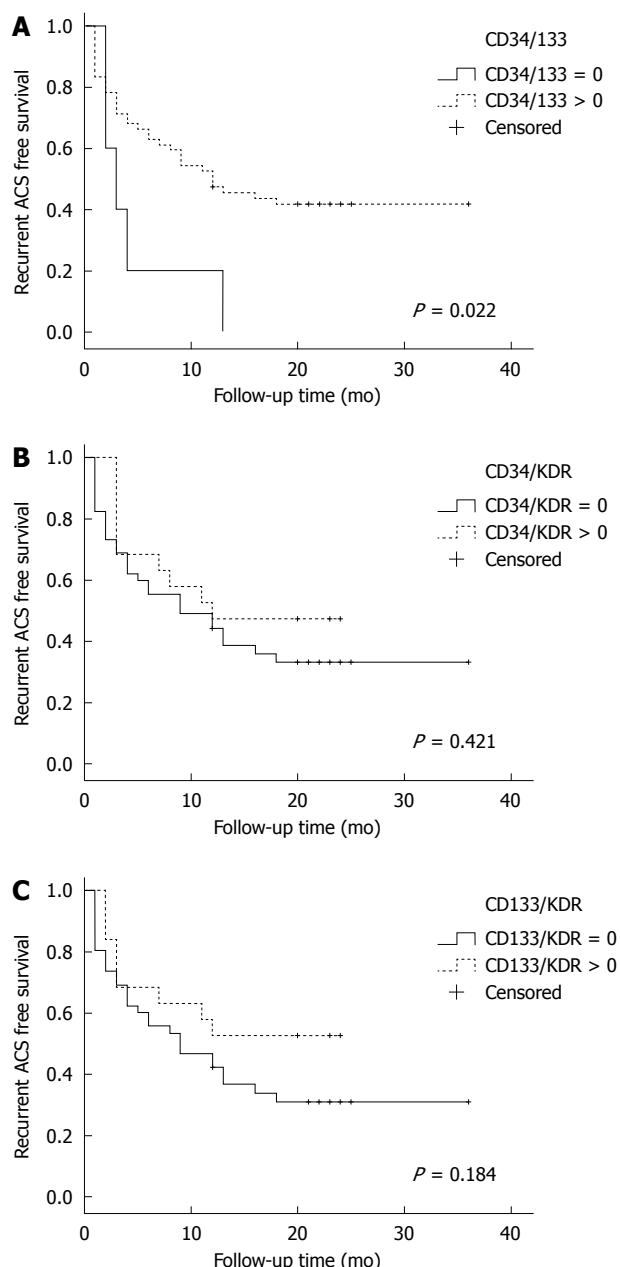 A
CD34/133
CD34/133 = 0
CD34/133 > 0
Censored
Recurrent ACS free survival
1.0
0.8
0.6
0.4
0.2
0.0
P = 0.022
0 10 20 30 40
Follow-up time (mo)
B
CD34/KDR
CD34/KDR = 0
CD34/KDR > 0
Censored
Recurrent ACS free survival
1.0
0.8
0.6
0.4
0.2
0.0
P = 0.421
0 10 20 30 40
Follow-up time (mo)
C
CD133/KDR
CD133/KDR = 0
CD133/KDR > 0
Censored
Recurrent ACS free survival
1.0
0.8
0.6
0.4
0.2
0.0
P = 0.184
0 10 20 30 40
Follow-up time (mo)